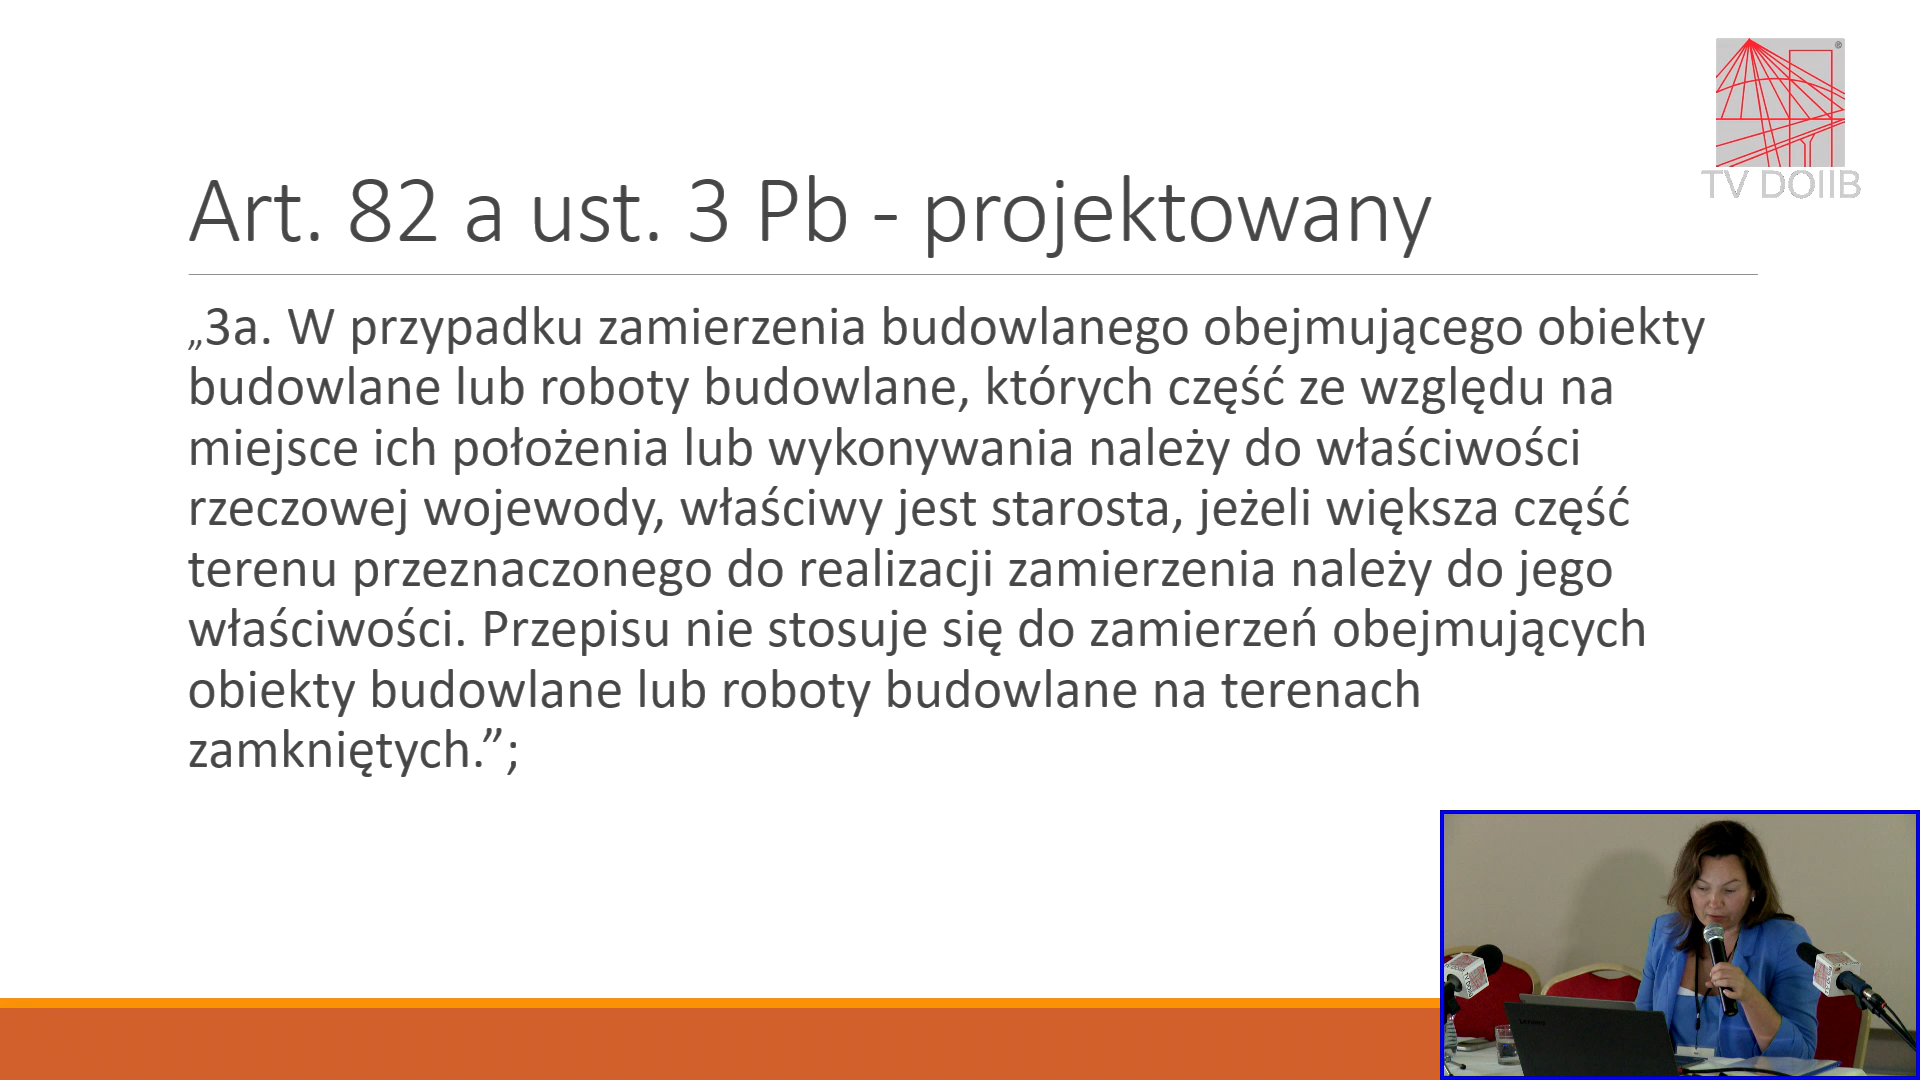 ®
TV DOIIB
Art. 82 a ust. 3 Pb - projektowany
„3a. W przypadku zamierzenia budowlanego obejmującego obiekty
budowlane lub roboty budowlane, których część ze względu na
miejsce ich położenia lub wykonywania należy do właściwości
rzeczowej wojewody, właściwy jest starosta, jeżeli większa część
terenu przeznaczonego do realizacji zamierzenia należy do jego
właściwości. Przepisu nie stosuje się do zamierzeń obejmujących
obiekty budowlane lub roboty budowlane na terenach
zamkniętych.”;
TV DOIIB